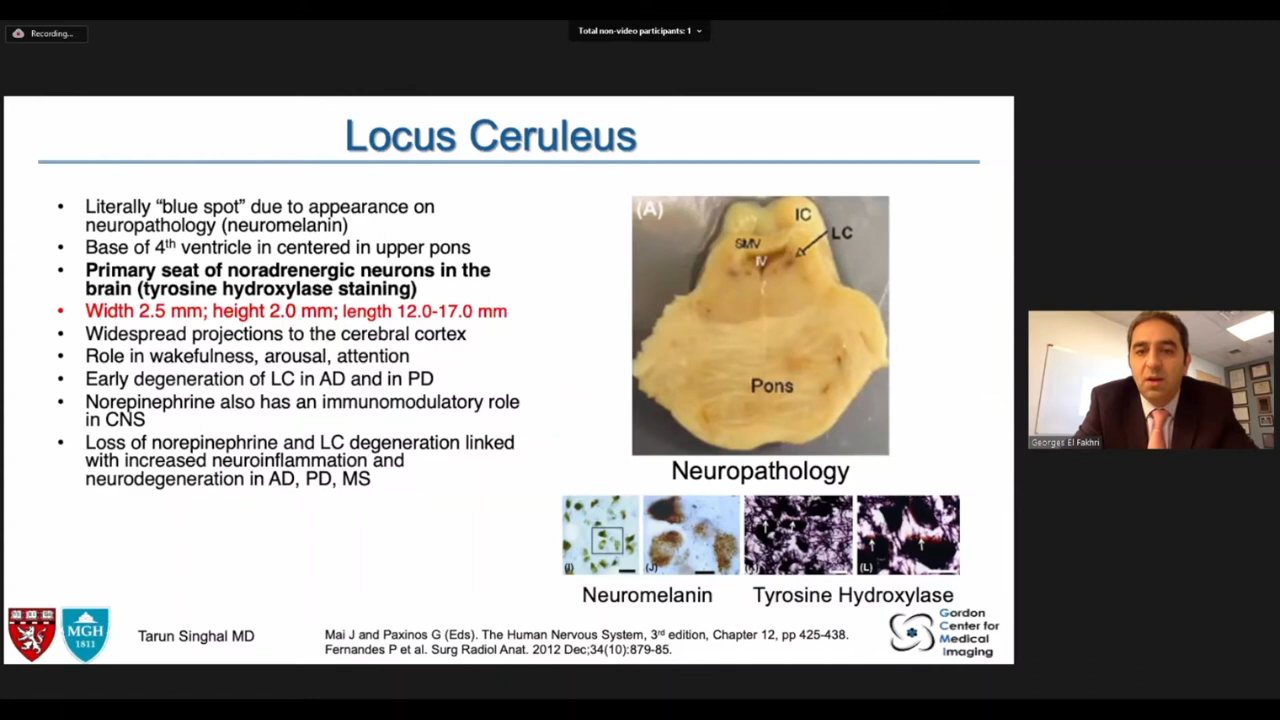 Recording...
Total non-video participants: 1
Locus Ceruleus
• Literally “blue spot” due to appearance on
neuropathology (neuromelanin)
• Base of 4th ventricle in centered in upper pons
• Primary seat of noradrenergic neurons in the
brain (tyrosine hydroxylase staining)
• Width 2.5 mm; height 2.0 mm; length 12.0-17.0 mm
• Widespread projections to the cerebral cortex
• Role in wakefulness, arousal, attention
• Early degeneration of LC in AD and in PD
• Norepinephrine also has an immunomodulatory role
in CNS
• Loss of norepinephrine and LC degeneration linked
with increased neuroinflammation and
neurodegeneration in AD, PD, MS
(A)
IC
LC
SMV
IV
Pons
Neuropathology
(I)
(J)
(L)
Neuromelanin
Tyrosine Hydroxylase
Georges El Fakhri
MGH
1811
Tarun Singhal MD
Mai J and Paxinos G (Eds). The Human Nervous System, 3rd edition, Chapter 12, pp 425-438.
Fernandes P et al. Surg Radiol Anat. 2012 Dec;34(10):879-85.
Gordon
Center for
Medical
Imaging